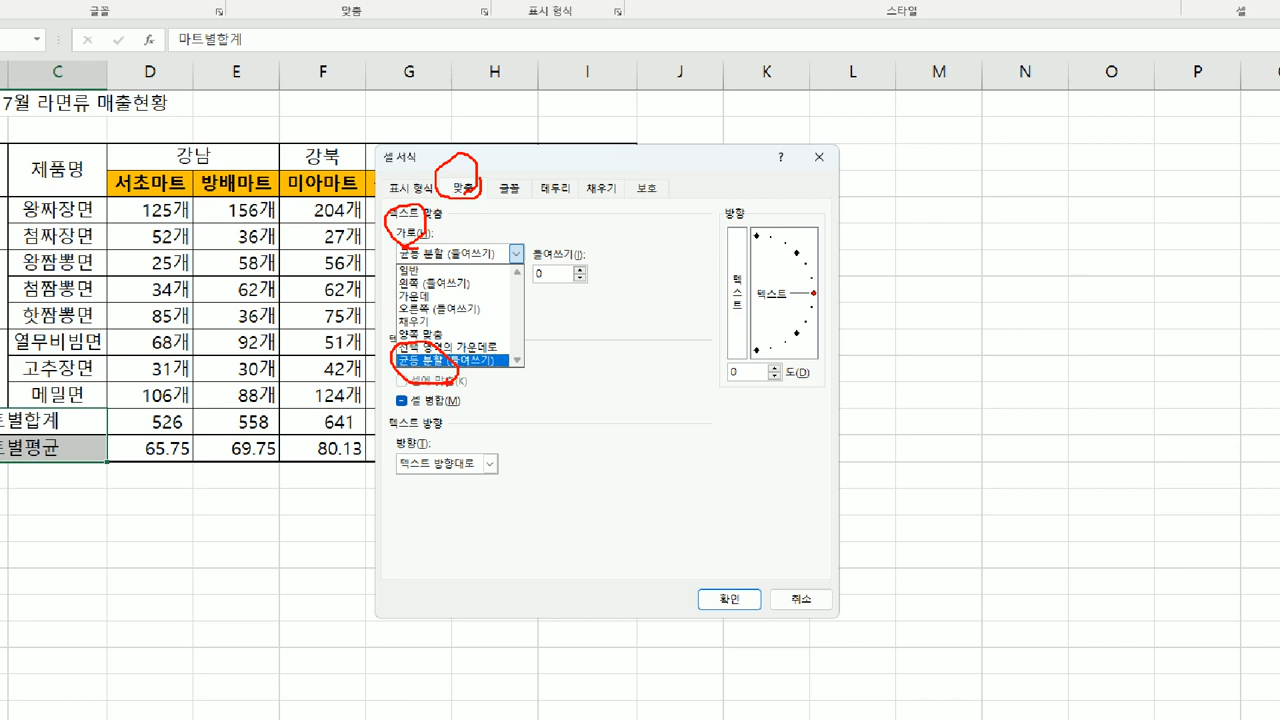 글꼴 맞춤 표시 형식 스타일 셀
fx 마트별합계
C D E F G H I J K L M N O P
7월 라면류 매출현황
제품명 강남 강북
서초마트 방배마트 미아마트
왕짜장면 125개 156개 204개
첨짜장면 52개 36개 27개
왕짬뽕면 25개 58개 56개
첨짬뽕면 34개 62개 62개
핫짬뽕면 85개 36개 75개
열무비빔면 68개 92개 51개
고추장면 31개 30개 42개
메밀면 106개 88개 124개
별합계 526 558 641
별평균 65.75 69.75 80.13
셀 서식 ?
표시 형식 맞춤 글꼴 테두리 채우기 보호
텍스트 맞춤
가로(H):
균등 분할 (들여쓰기) 들여쓰기(I):
0
일반
왼쪽 (들여쓰기)
가운데
오른쪽 (들여쓰기)
채우기
양쪽 맞춤
선택 영역의 가운데로
균등 분할 (들여쓰기)
셀에 맞춤(K)
셀 병합(M)
텍스트 방향
방향(T):
텍스트 방향대로
방향
텍스트
텍스트
0 도(D)
확인 취소